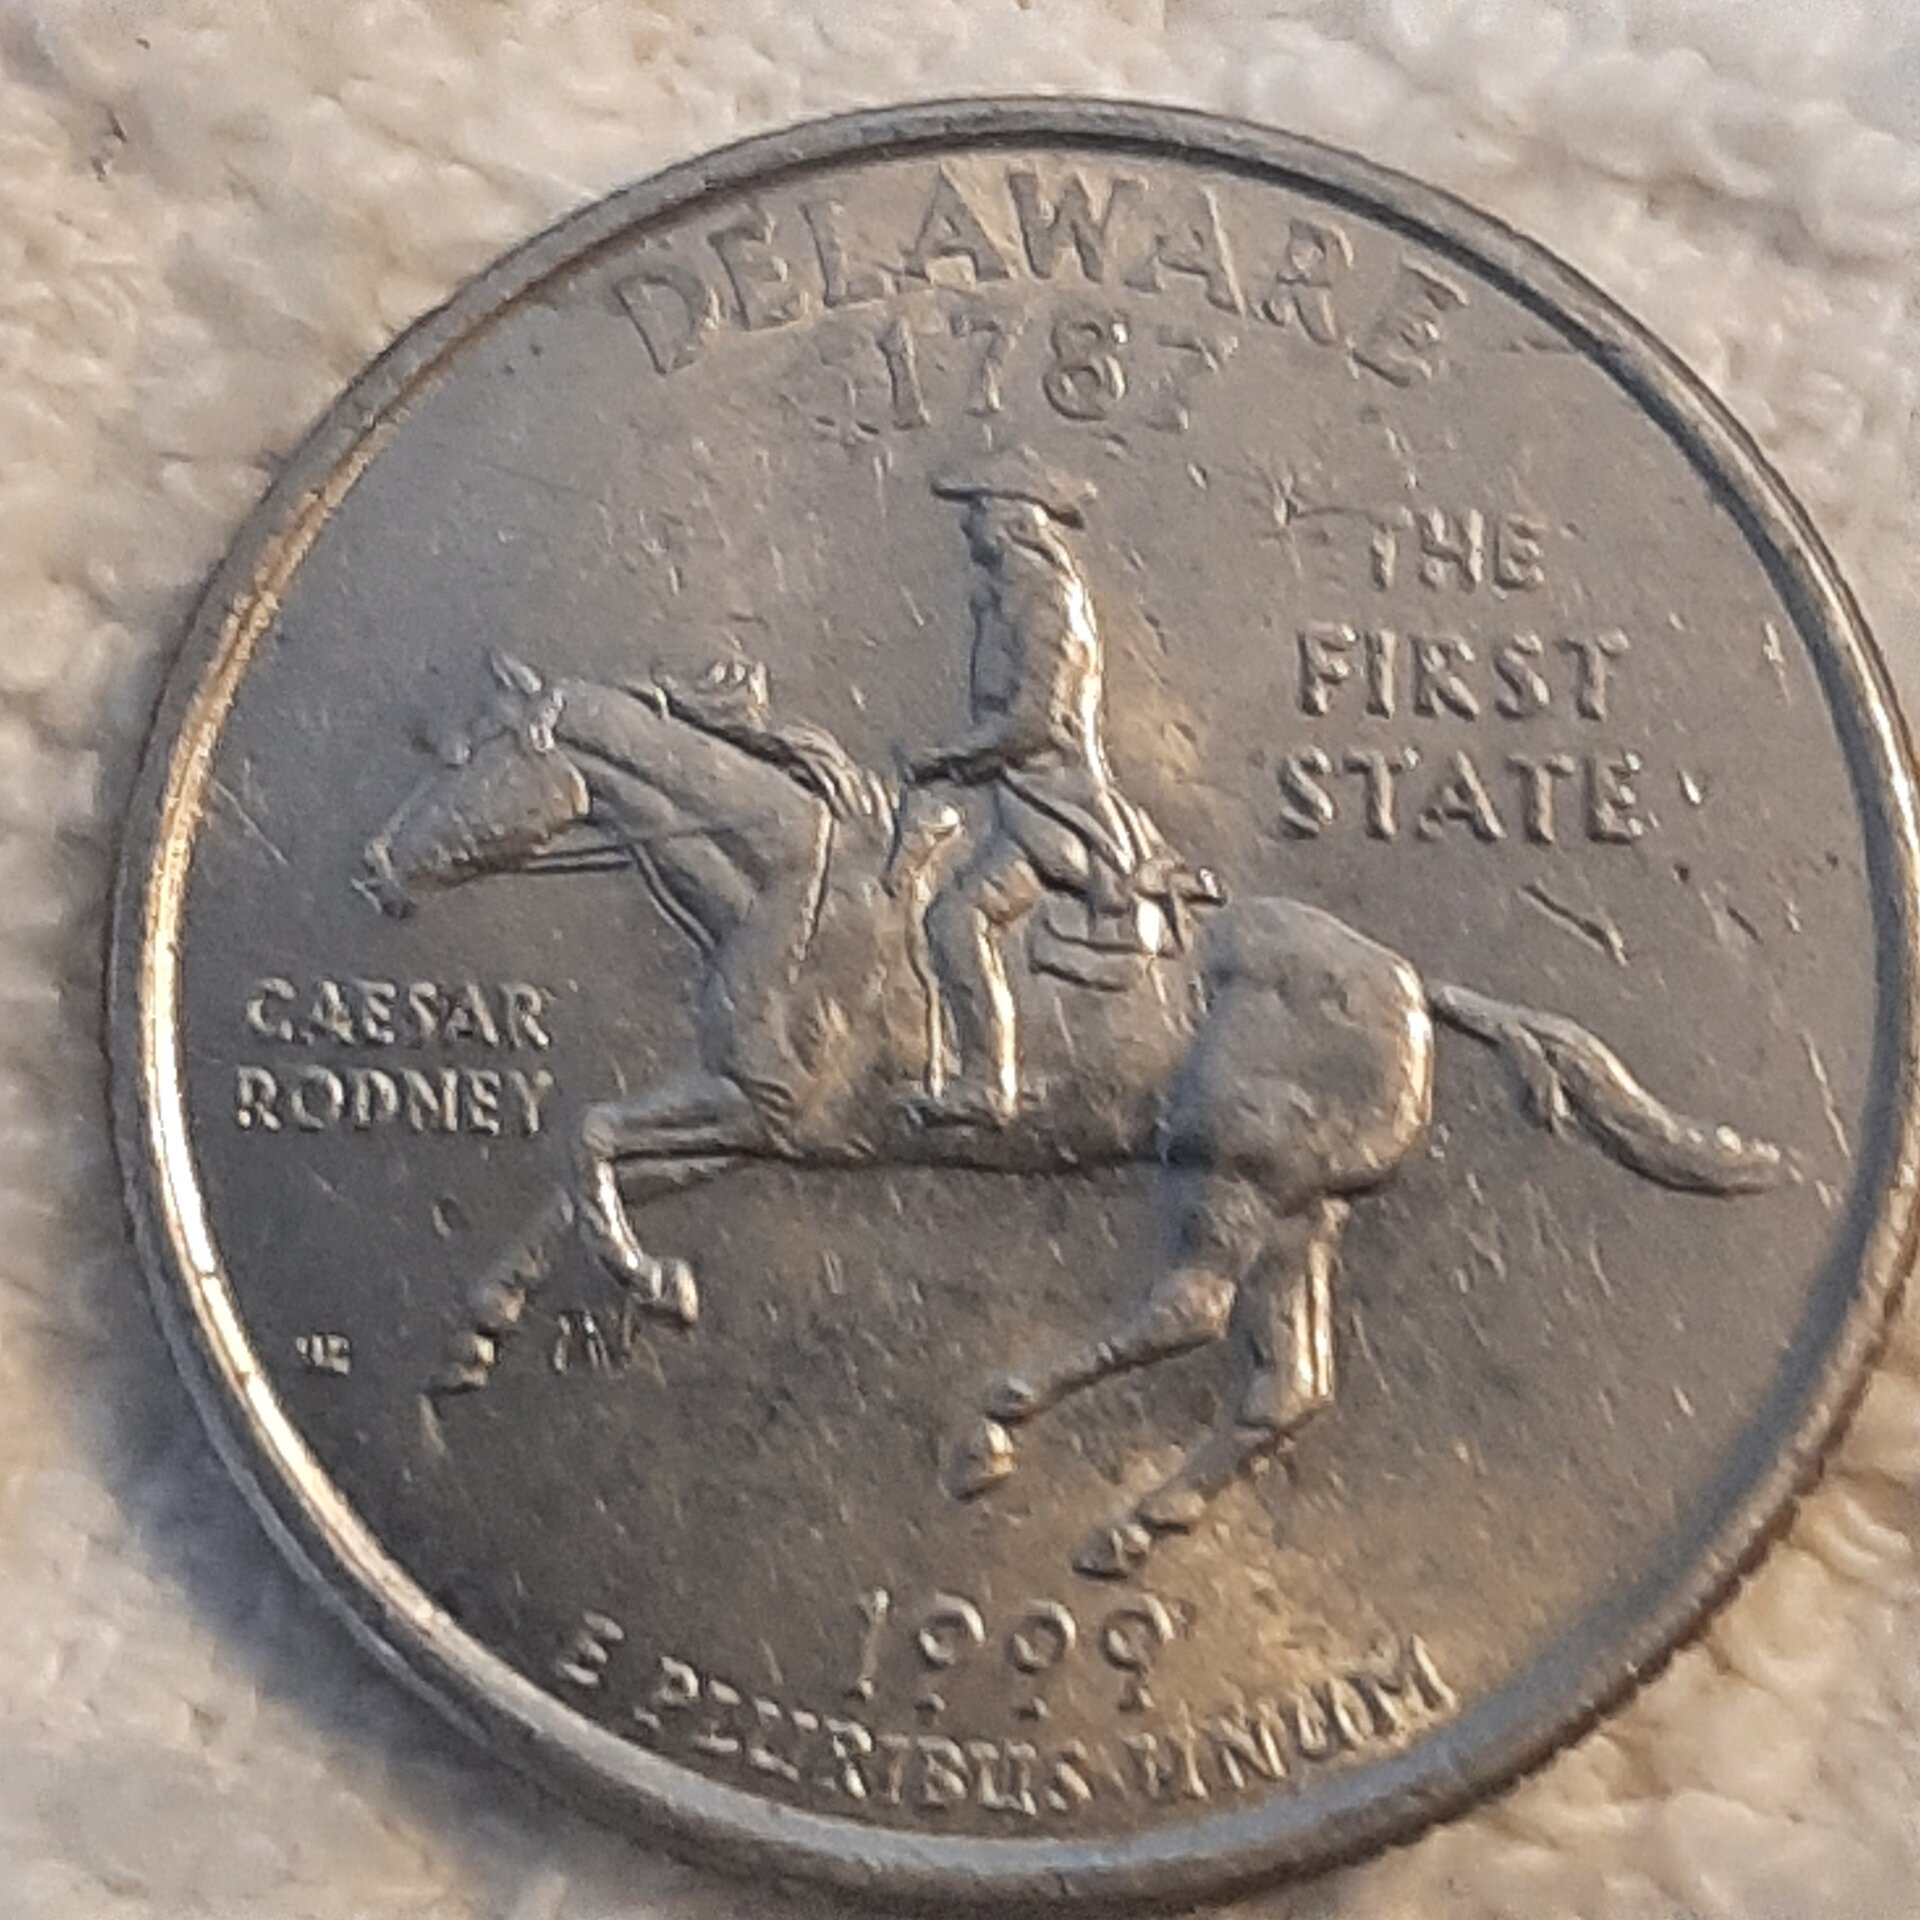 DELAWARE
1787
THE
FIRST
STATE
CAESAR
RODNEY
1999
E PLURIBUS UNUM